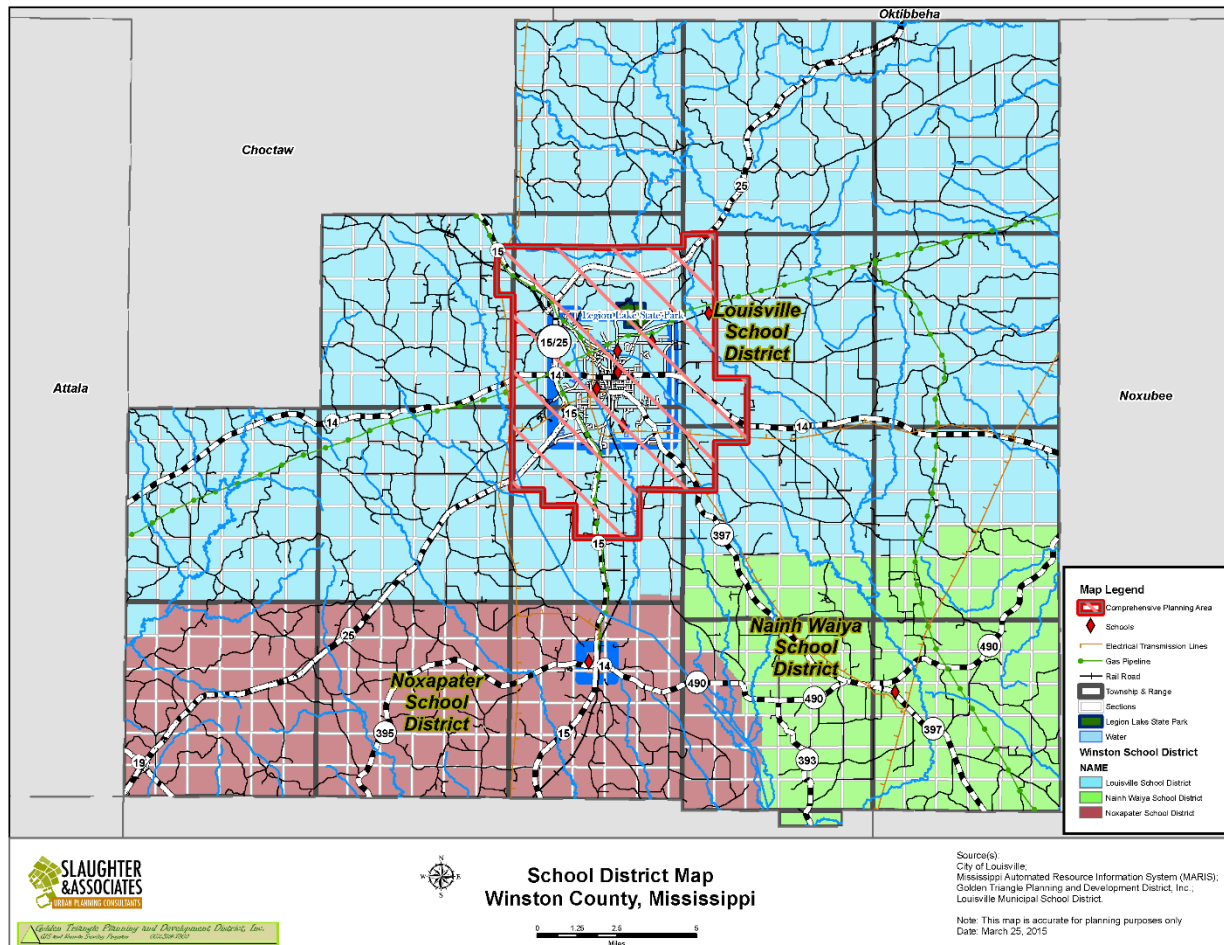 Oktibbeha
Choctaw
25
15
Legion Lake State Park
Louisville
School
District
15/25
14
Attala
Noxubee
15
14
14
397
15
25
Nainh Waiya
School
District
490
14
Noxapater
School
District
490
490
395
15
397
19
393
Map Legend
Comprehensive Planning Area
Schools
Electrical Transmission Lines
Gas Pipeline
Rail Road
Township & Range
Sections
Legion Lake State Park
Water
Winston School District
NAME
Louisville School District
Nainh Waiya School District
Noxapater School District
SLAUGHTER
& ASSOCIATES
URBAN PLANNING CONSULTANTS
Golden Triangle Planning and Development District, Inc.
N
W E
S
School District Map
Winston County, Mississippi
0 1.25 2.5 5
Miles
Source(s):
City of Louisville;
Mississippi Automated Resource Information System (MARIS);
Golden Triangle Planning and Development District, Inc.;
Louisville Municipal School District.
Note: This map is accurate for planning purposes only
Date: March 25, 2015